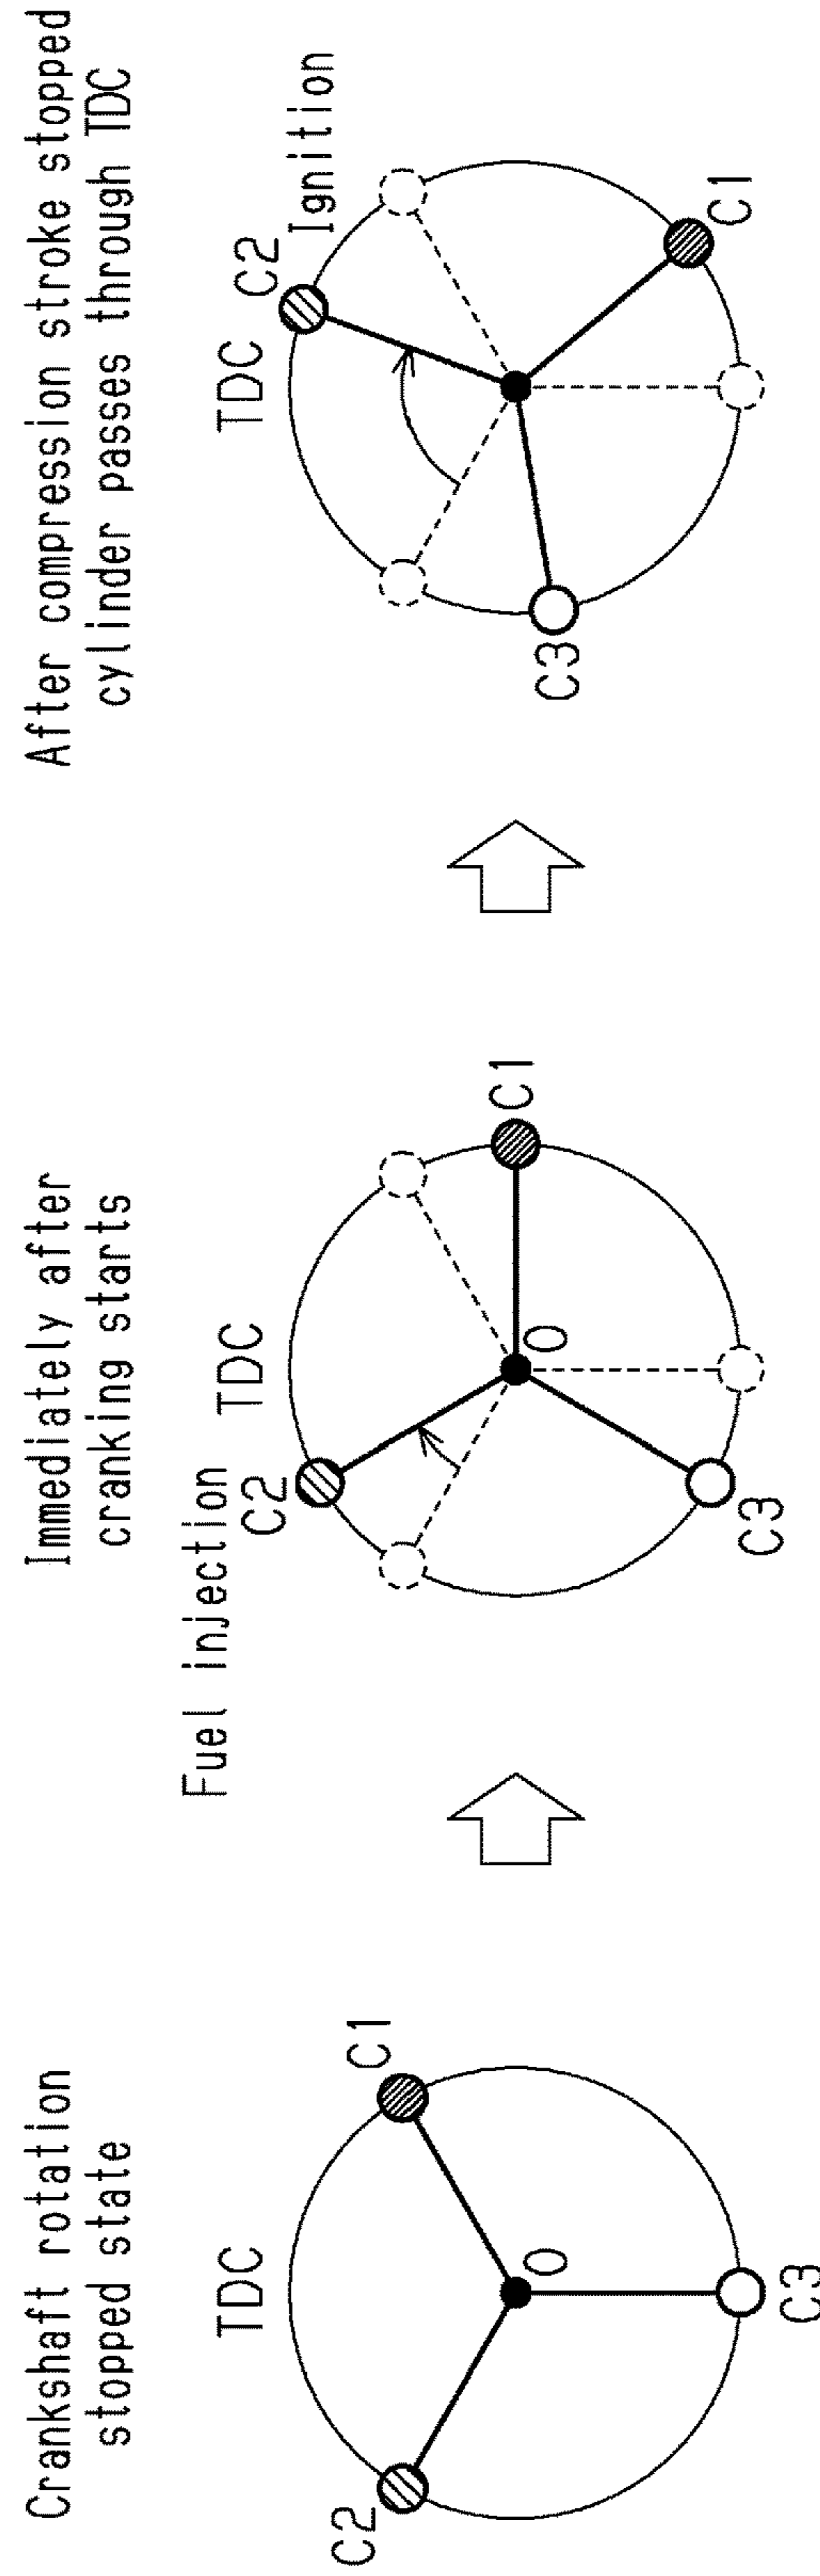 Crankshaft rotation
stopped state
TDC
C1
C2
O
C3
Immediately after
cranking starts
Fuel injection
TDC
C2
C1
O
C3
After compression stroke stopped
cylinder passes through TDC
TDC
C2
Ignition
C3
C1